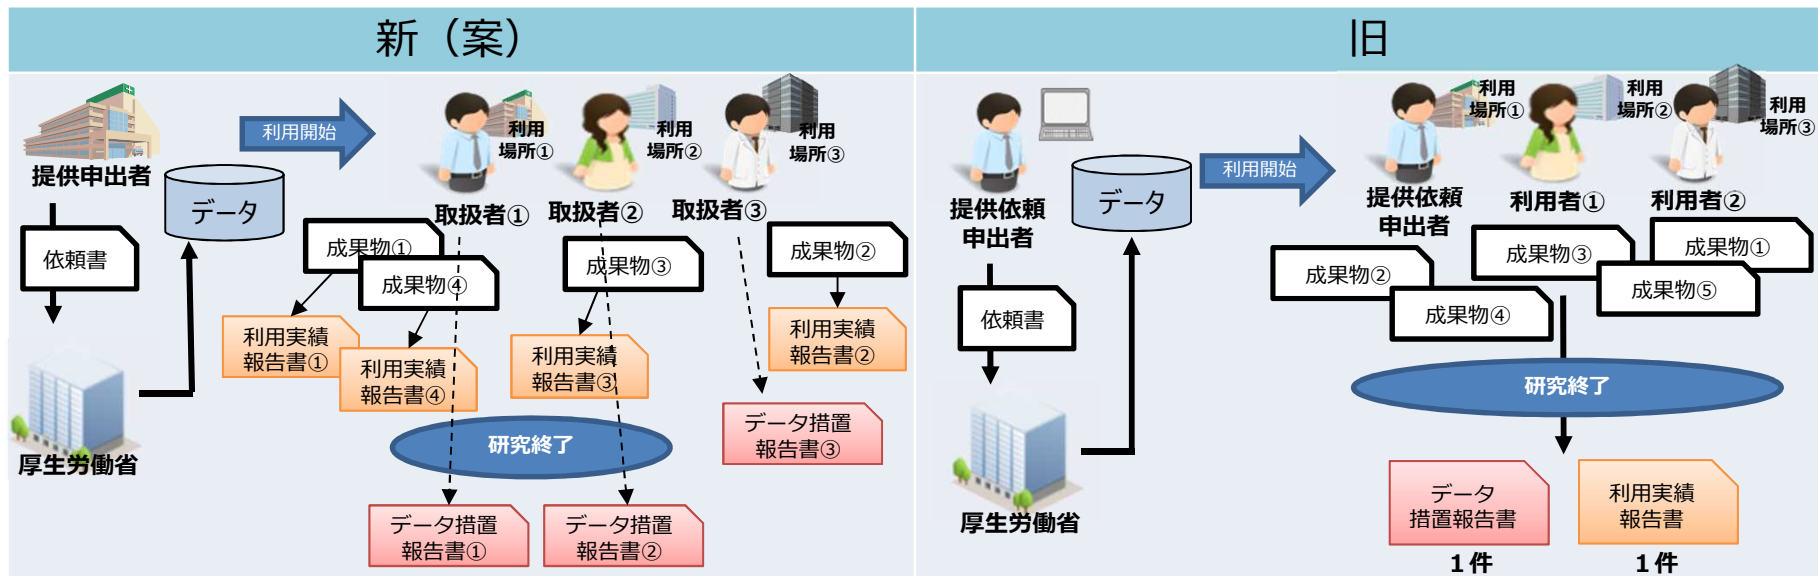 新（案）
提供申出者
依頼書
厚生労働省
データ
利用開始
利用
場所①
利用
場所②
利用
場所③
取扱者①
取扱者②
取扱者③
成果物①
成果物④
成果物③
成果物②
利用実績
報告書①
利用実績
報告書④
利用実績
報告書③
利用実績
報告書②
研究終了
データ措置
報告書③
データ措置
報告書①
データ措置
報告書②
旧
提供依頼
申出者
依頼書
厚生労働省
データ
利用開始
利用
場所①
利用
場所②
利用
場所③
提供依頼
申出者
利用者①
利用者②
成果物②
成果物④
成果物③
成果物①
成果物⑤
研究終了
データ
措置報告書
1件
利用実績
報告書
1件